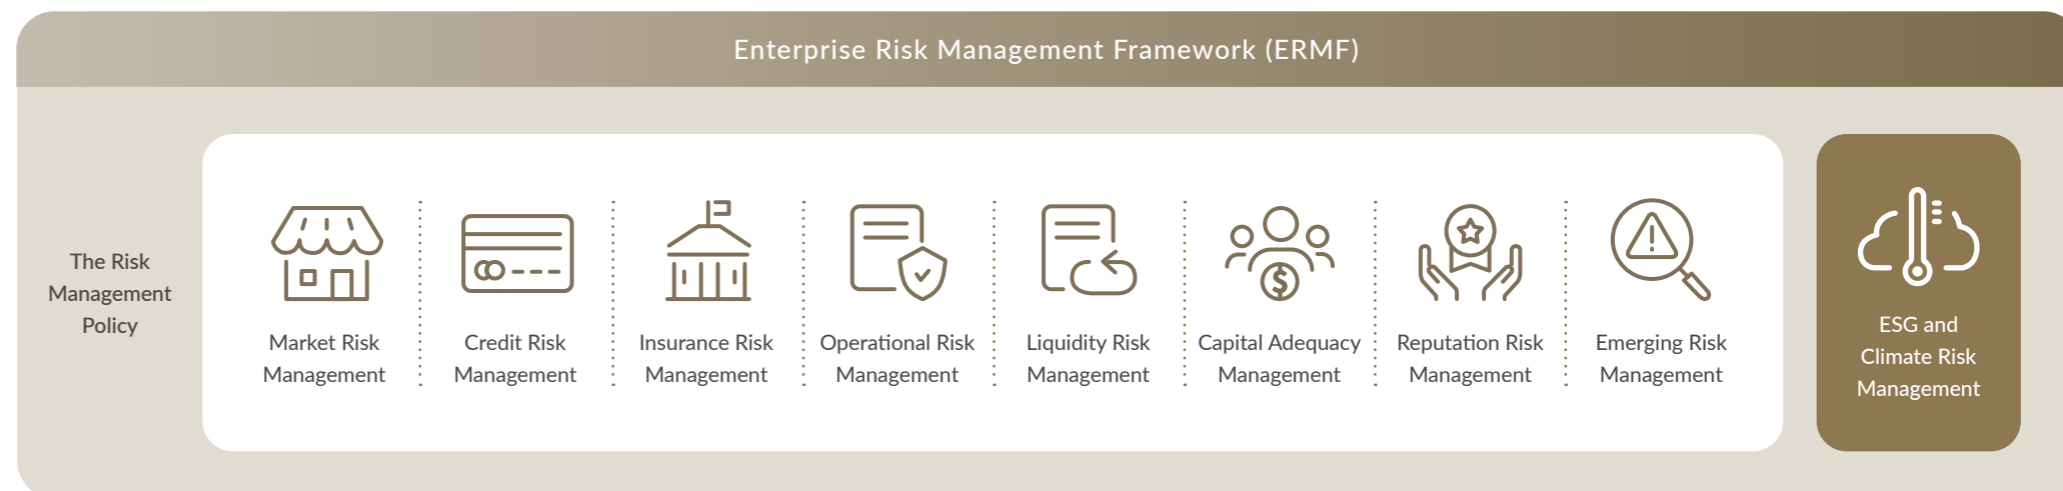 Enterprise Risk Management Framework (ERMF)
The Risk
Management
Policy
Market Risk
Management
Credit Risk
Management
Insurance Risk
Management
Operational Risk
Management
Liquidity Risk
Management
Capital Adequacy
Management
Reputation Risk
Management
Emerging Risk
Management
ESG and
Climate Risk
Management